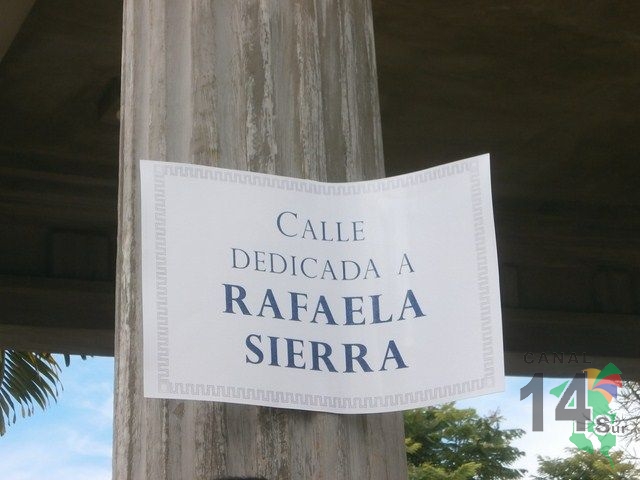 CALLE
DEDICADA A
RAFAELA
SIERRA
CANAL
14
Sur